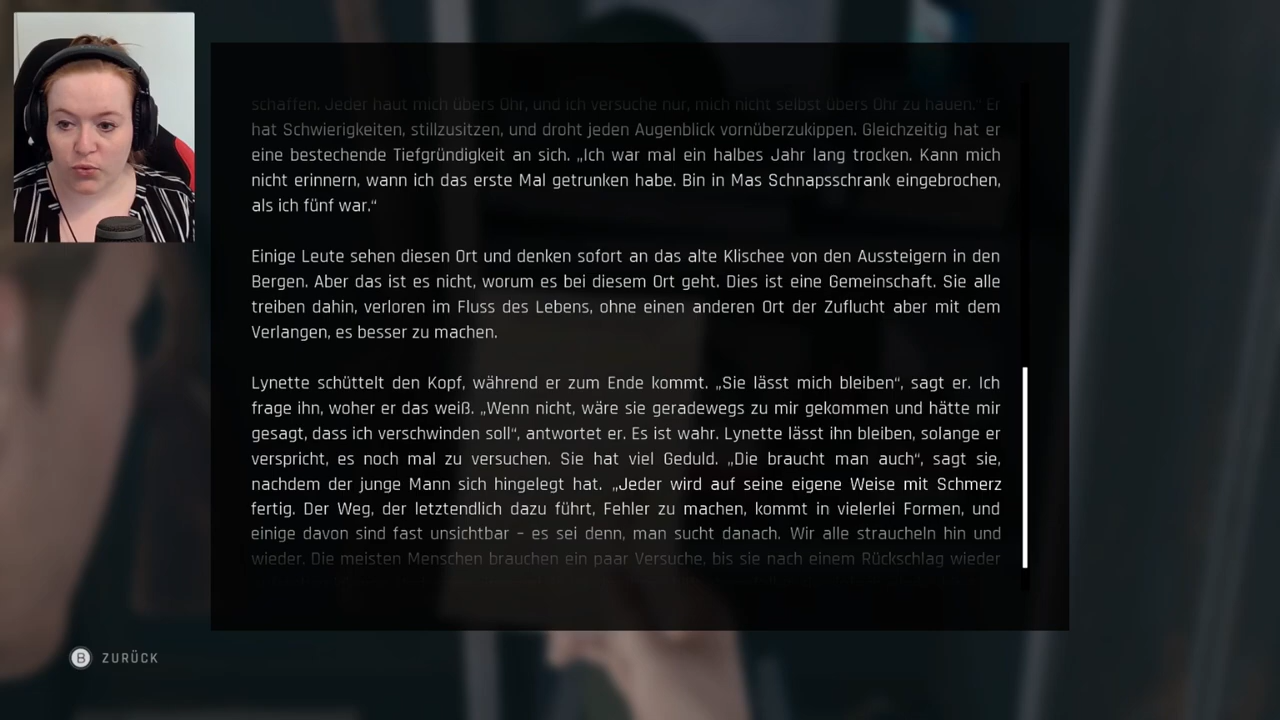 schaffen. Jeder haut mich übers Ohr, und ich versuche nur, mich nicht selbst übers Ohr zu hauen.“ Er
hat Schwierigkeiten, stillzusitzen, und droht jeden Augenblick vornüberzukippen. Gleichzeitig hat er
eine bestechende Tiefgründigkeit an sich. „Ich war mal ein halbes Jahr lang trocken. Kann mich
nicht erinnern, wann ich das erste Mal getrunken habe. Bin in Mas Schnapsschrank eingebrochen,
als ich fünf war.“
Einige Leute sehen diesen Ort und denken sofort an das alte Klischee von den Aussteigern in den
Bergen. Aber das ist es nicht, worum es bei diesem Ort geht. Dies ist eine Gemeinschaft. Sie alle
treiben dahin, verloren im Fluss des Lebens, ohne einen anderen Ort der Zuflucht aber mit dem
Verlangen, es besser zu machen.
Lynette schüttelt den Kopf, während er zum Ende kommt. „Sie lässt mich bleiben“, sagt er. Ich
frage ihn, woher er das weiß. „Wenn nicht, wäre sie geradewegs zu mir gekommen und hätte mir
gesagt, dass ich verschwinden soll“, antwortet er. Es ist wahr. Lynette lässt ihn bleiben, solange er
verspricht, es noch mal zu versuchen. Sie hat viel Geduld. „Die braucht man auch“, sagt sie,
nachdem der junge Mann sich hingelegt hat. „Jeder wird auf seine eigene Weise mit Schmerz
fertig. Der Weg, der letztendlich dazu führt, Fehler zu machen, kommt in vielerlei Formen, und
einige davon sind fast unsichtbar – es sei denn, man sucht danach. Wir alle straucheln hin und
wieder. Die meisten Menschen brauchen ein paar Versuche, bis sie nach einem Rückschlag wieder
B ZURÜCK